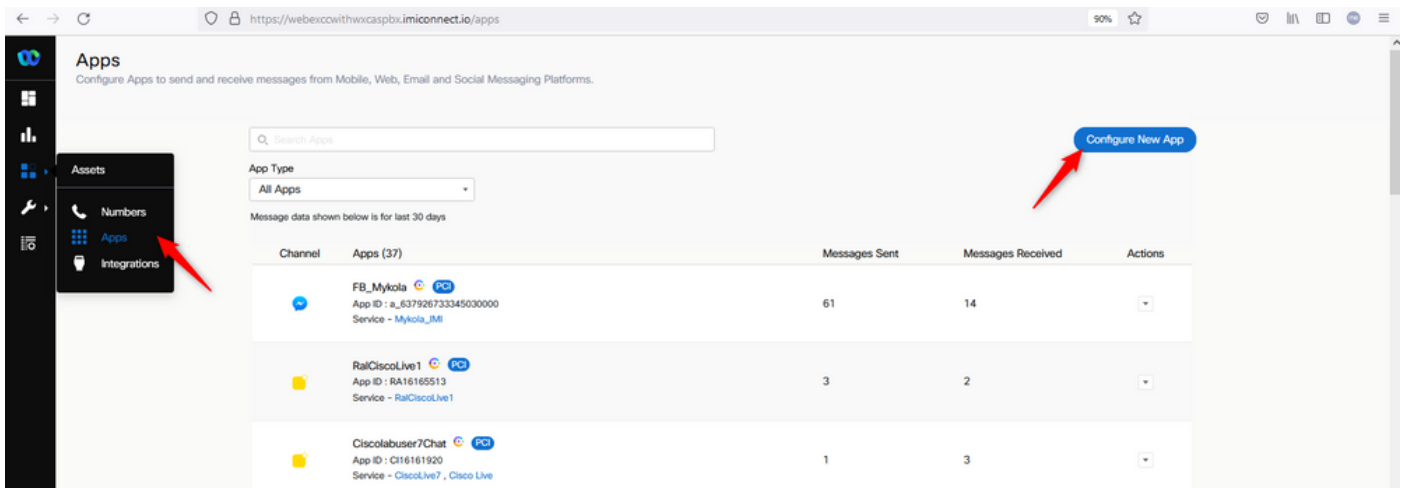 https://webexccwithwxcaspbx.imiconnect.io/apps
90%
Apps
Configure Apps to send and receive messages from Mobile, Web, Email and Social Messaging Platforms.
Search Apps
Configure New App
Assets
Numbers
Apps
Integrations
App Type
All Apps
Message data shown below is for last 30 days
Channel Apps (37) Messages Sent Messages Received Actions
FB_Mykola PCI
App ID : a_637926733345030000
61 14
Service - Mykola_IMI
RalCiscoLive1 PCI
App ID : RA16165513
3 2
Service - RalCiscoLive1
Ciscolabuser7Chat PCI
App ID : CI16161920
1 3
Service - CiscoLive7 , Cisco Live